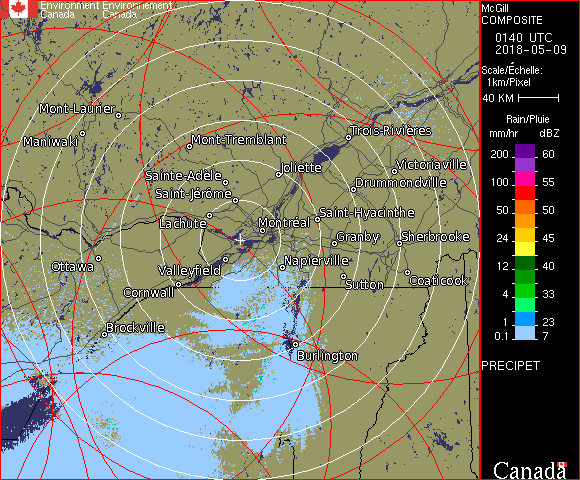 Environment Environnement
Canada Canada
McGill
COMPOSITE
0140 UTC
2018-05-09
Scale/Échelle:
1km/Pixel
40 KM
Rain/Pluie
mm/hr dBZ
200 60
100 55
50 50
24 45
12 40
4 33
1 23
0.1 7
PRECIPET
Canada
Mont-Laurier
Maniwaki
Mont-Tremblant
Trois-Rivières
Joliette
Victoriaville
Sainte-Adèle
Drummondville
Saint-Jérôme
Saint-Hyacinthe
Lachute
Montréal
Granby
Sherbrooke
Ottawa
Valleyfield
Napierville
Cornwall
Sutton
Coaticook
Brockville
Burlington